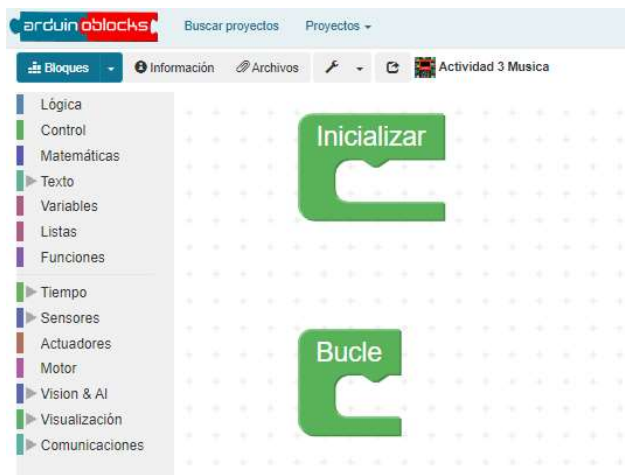 arduinoblocks
Buscar proyectos
Proyectos
Bloques
Información
Archivos
Actividad 3 Musica
Lógica
Control
Matemáticas
Texto
Variables
Listas
Funciones
Tiempo
Sensores
Actuadores
Motor
Vision & AI
Visualización
Comunicaciones
Inicializar
Bucle